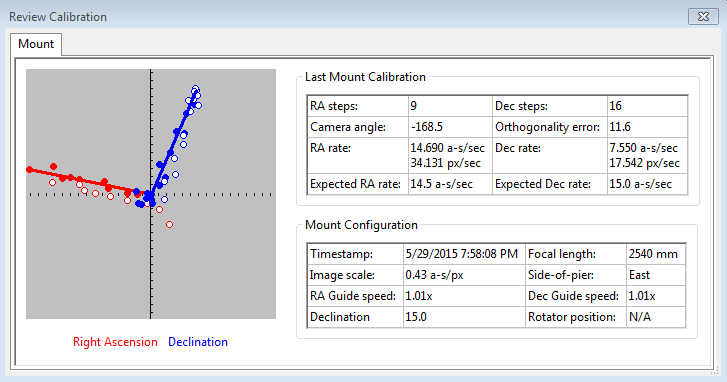 Review Calibration
Mount
Last Mount Calibration
RA steps: 9 Dec steps: 16
Camera angle: -168.5 Orthogonality error: 11.6
RA rate: 14.690 a-s/sec Dec rate: 7.550 a-s/sec
34.131 px/sec 17.542 px/sec
Expected RA rate: 14.5 a-s/sec Expected Dec rate: 15.0 a-s/sec
Mount Configuration
Timestamp: 5/29/2015 7:58:08 PM Focal length: 2540 mm
Image scale: 0.43 a-s/px Side-of-pier: East
RA Guide speed: 1.01x Dec Guide speed: 1.01x
Declination 15.0 Rotator position: N/A
Right Ascension Declination